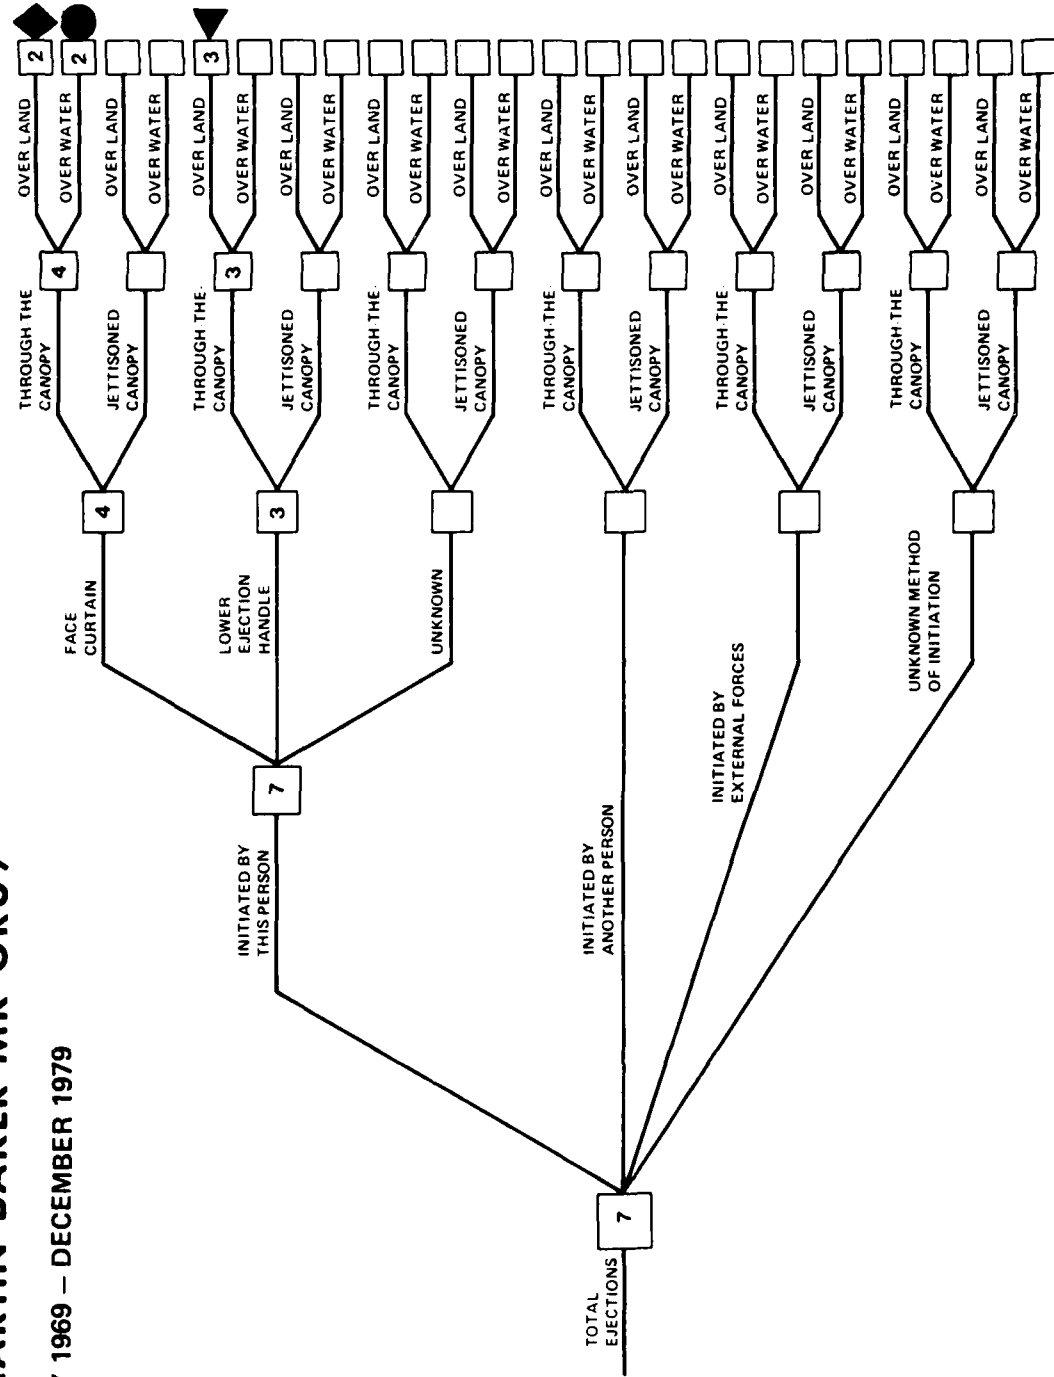 1969 – DECEMBER 1979
TOTAL
EJECTIONS
7
INITIATED BY
THIS PERSON
7
INITIATED BY
ANOTHER PERSON
INITIATED BY
EXTERNAL FORCES
UNKNOWN METHOD
OF INITIATION
FACE
CURTAIN
4
LOWER
EJECTION
HANDLE
3
UNKNOWN
THROUGH THE
CANOPY
4
JETTISONED
CANOPY
THROUGH THE
CANOPY
3
JETTISONED
CANOPY
THROUGH THE
CANOPY
JETTISONED
CANOPY
THROUGH THE
CANOPY
JETTISONED
CANOPY
THROUGH THE
CANOPY
JETTISONED
CANOPY
THROUGH THE
CANOPY
JETTISONED
CANOPY
OVER LAND 2
OVER WATER 2
OVER LAND
OVER WATER
OVER LAND 3
OVER WATER
OVER LAND
OVER WATER
OVER LAND
OVER WATER
OVER LAND
OVER WATER
OVER LAND
OVER WATER
OVER LAND
OVER WATER
OVER LAND
OVER WATER
OVER LAND
OVER WATER
OVER LAND
OVER WATER
OVER LAND
OVER WATER